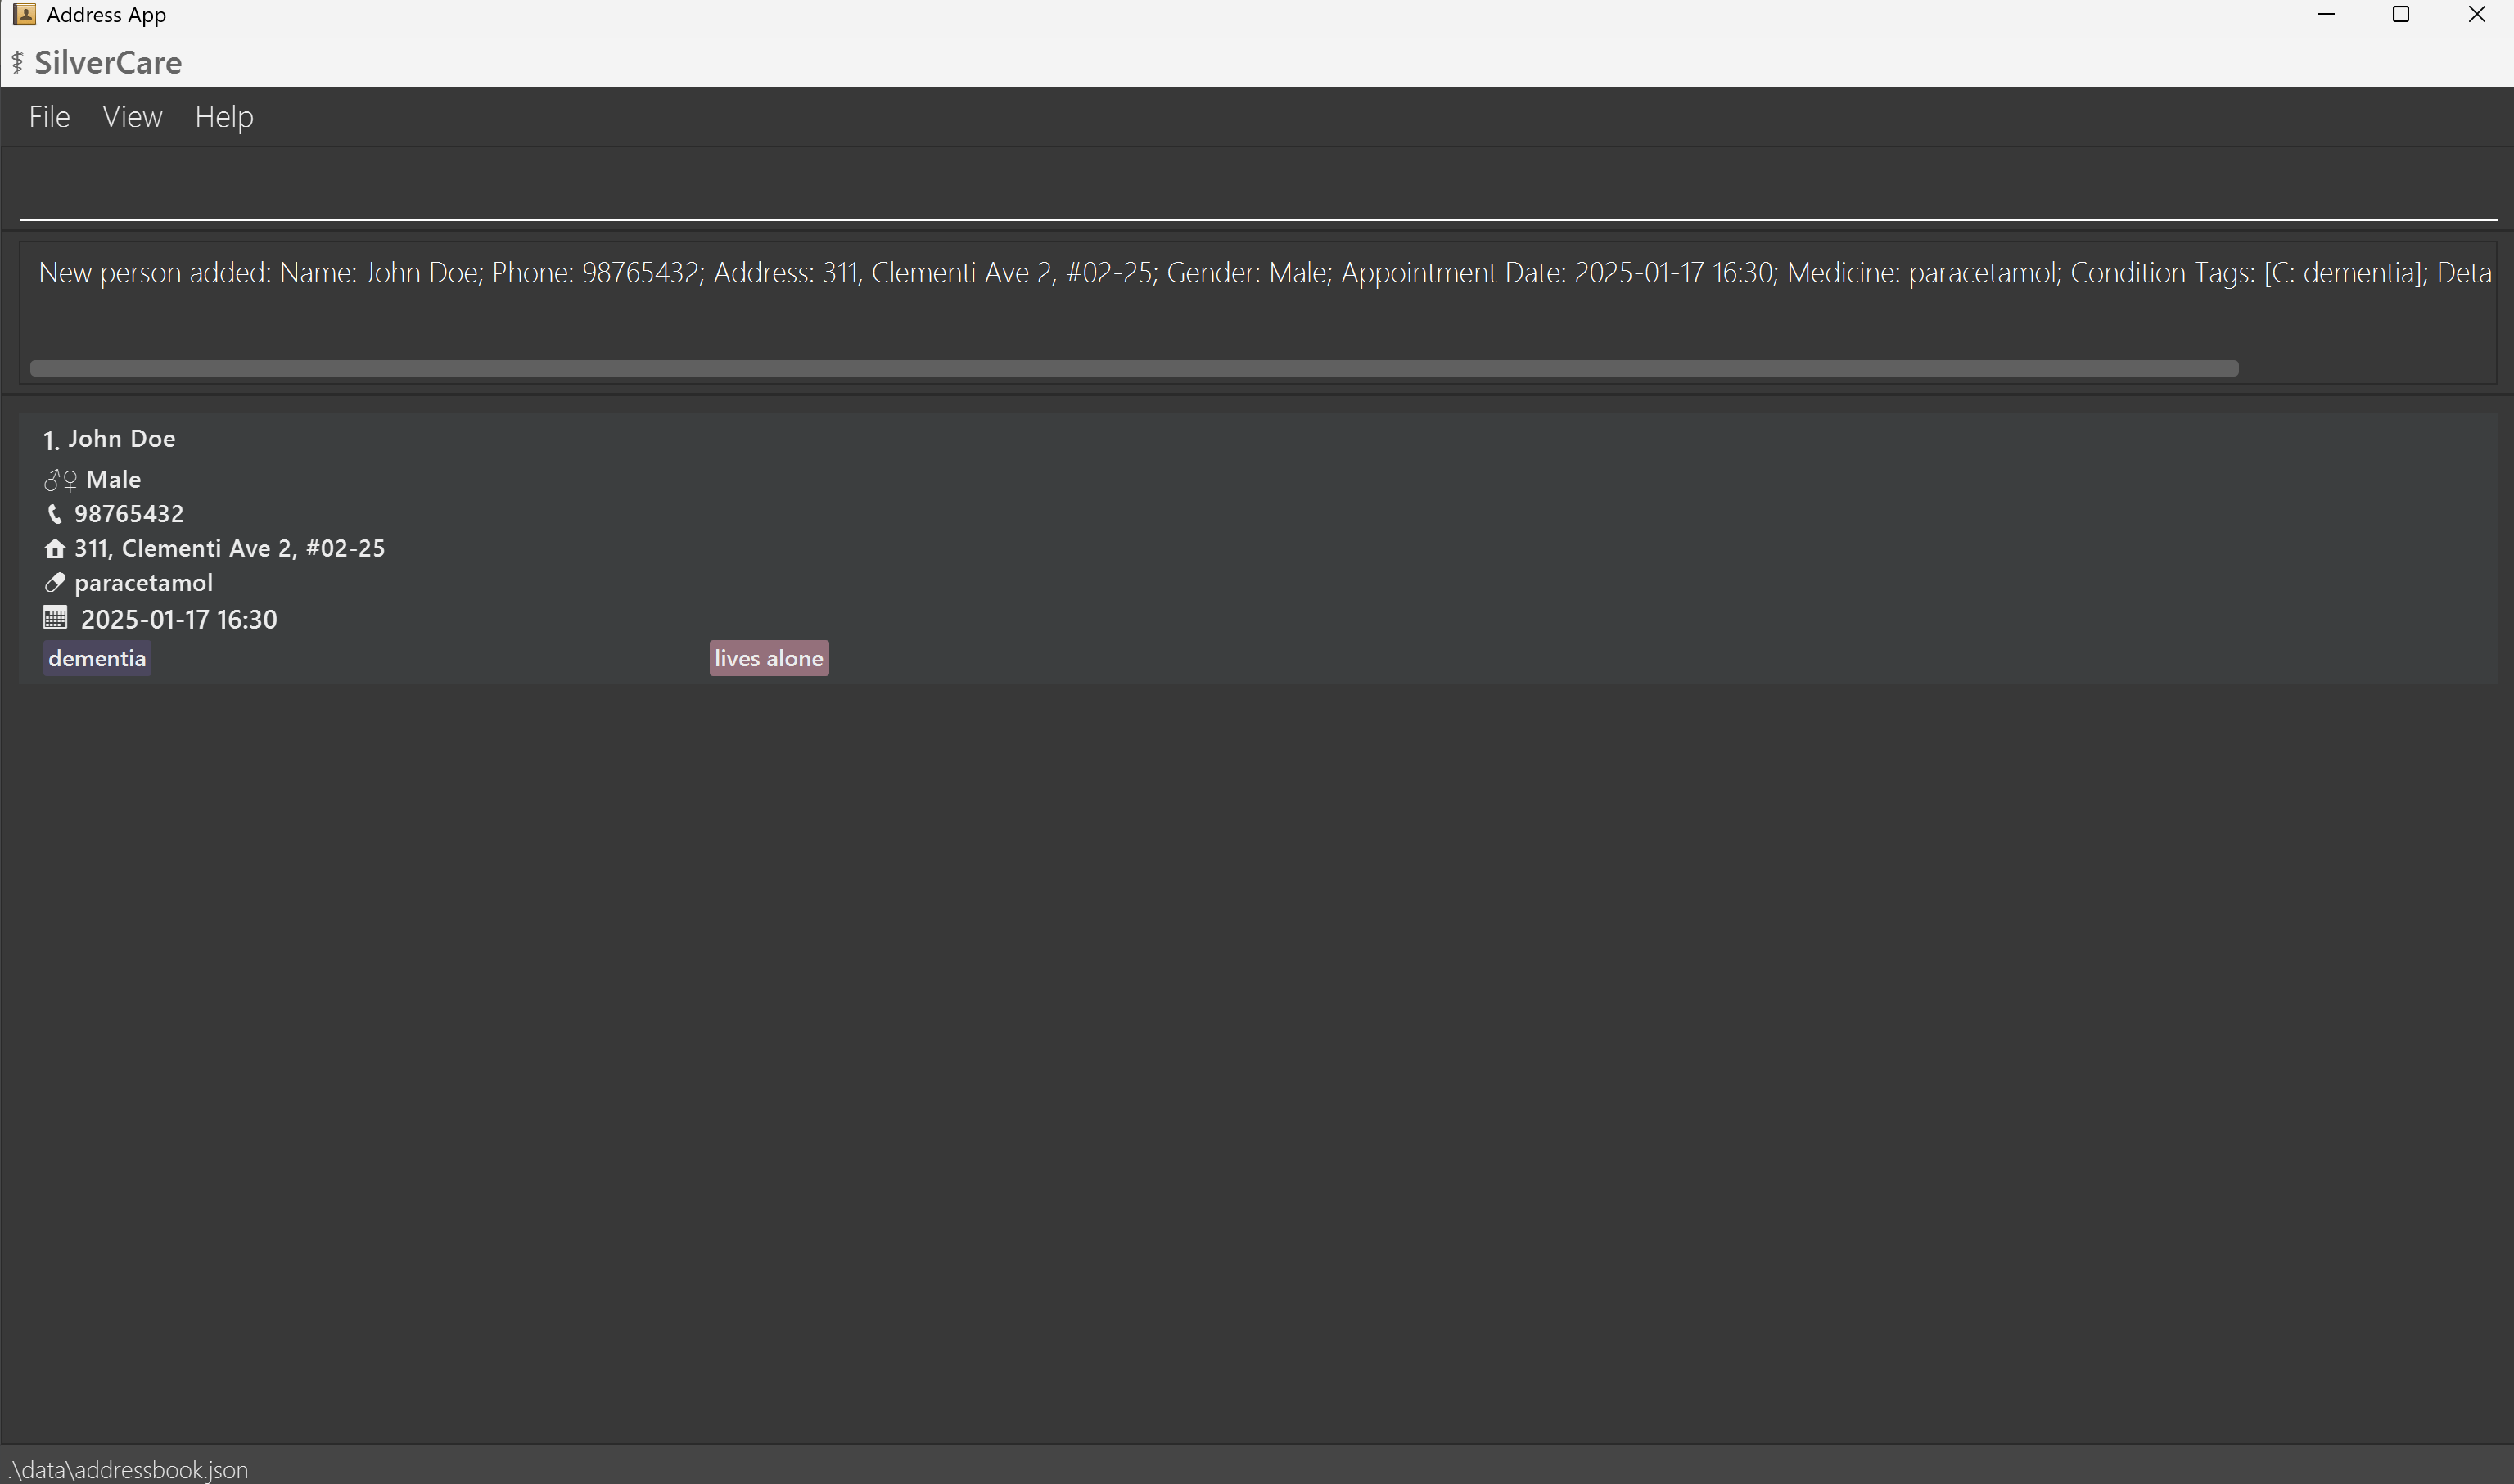 Address App
SilverCare
File View Help
New person added: Name: John Doe; Phone: 98765432; Address: 311, Clementi Ave 2, #02-25; Gender: Male; Appointment Date: 2025-01-17 16:30; Medicine: paracetamol; Condition Tags: [C: dementia]; Deta
1. John Doe
♂♀ Male
98765432
311, Clementi Ave 2, #02-25
paracetamol
2025-01-17 16:30
dementia lives alone
.\data\addressbook.json